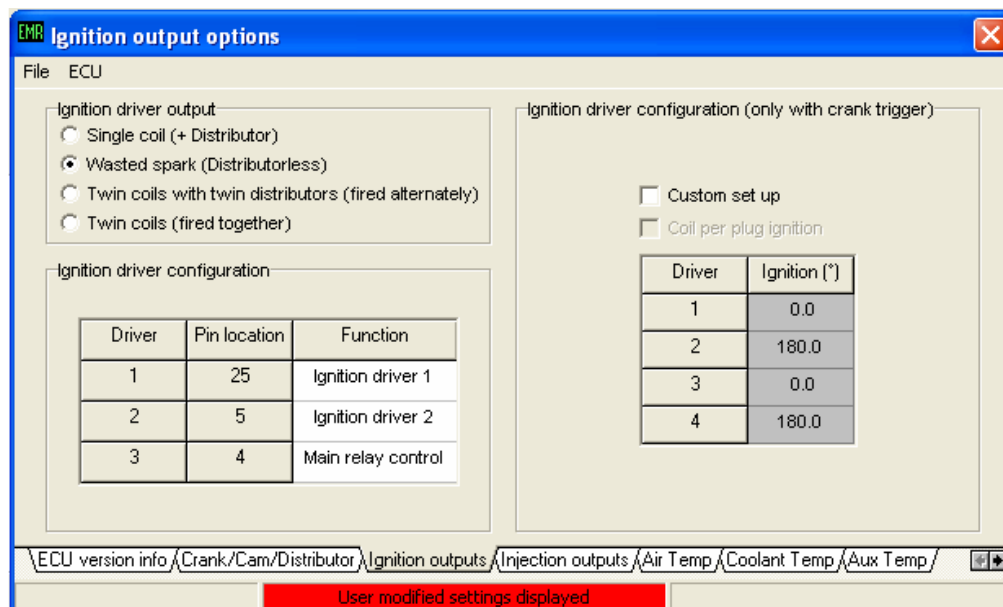 EMR Ignition output options
File ECU
Ignition driver output
Single coil (+ Distributor)
Wasted spark (Distributorless)
Twin coils with twin distributors (fired alternately)
Twin coils (fired together)
Ignition driver configuration
Driver Pin location Function
1 25 Ignition driver 1
2 5 Ignition driver 2
3 4 Main relay control
Ignition driver configuration (only with crank trigger)
Custom set up
Coil per plug ignition
Driver Ignition (°)
1 0.0
2 180.0
3 0.0
4 180.0
ECU version info Crank/Cam/Distributor Ignition outputs Injection outputs Air Temp Coolant Temp Aux Temp
User modified settings displayed